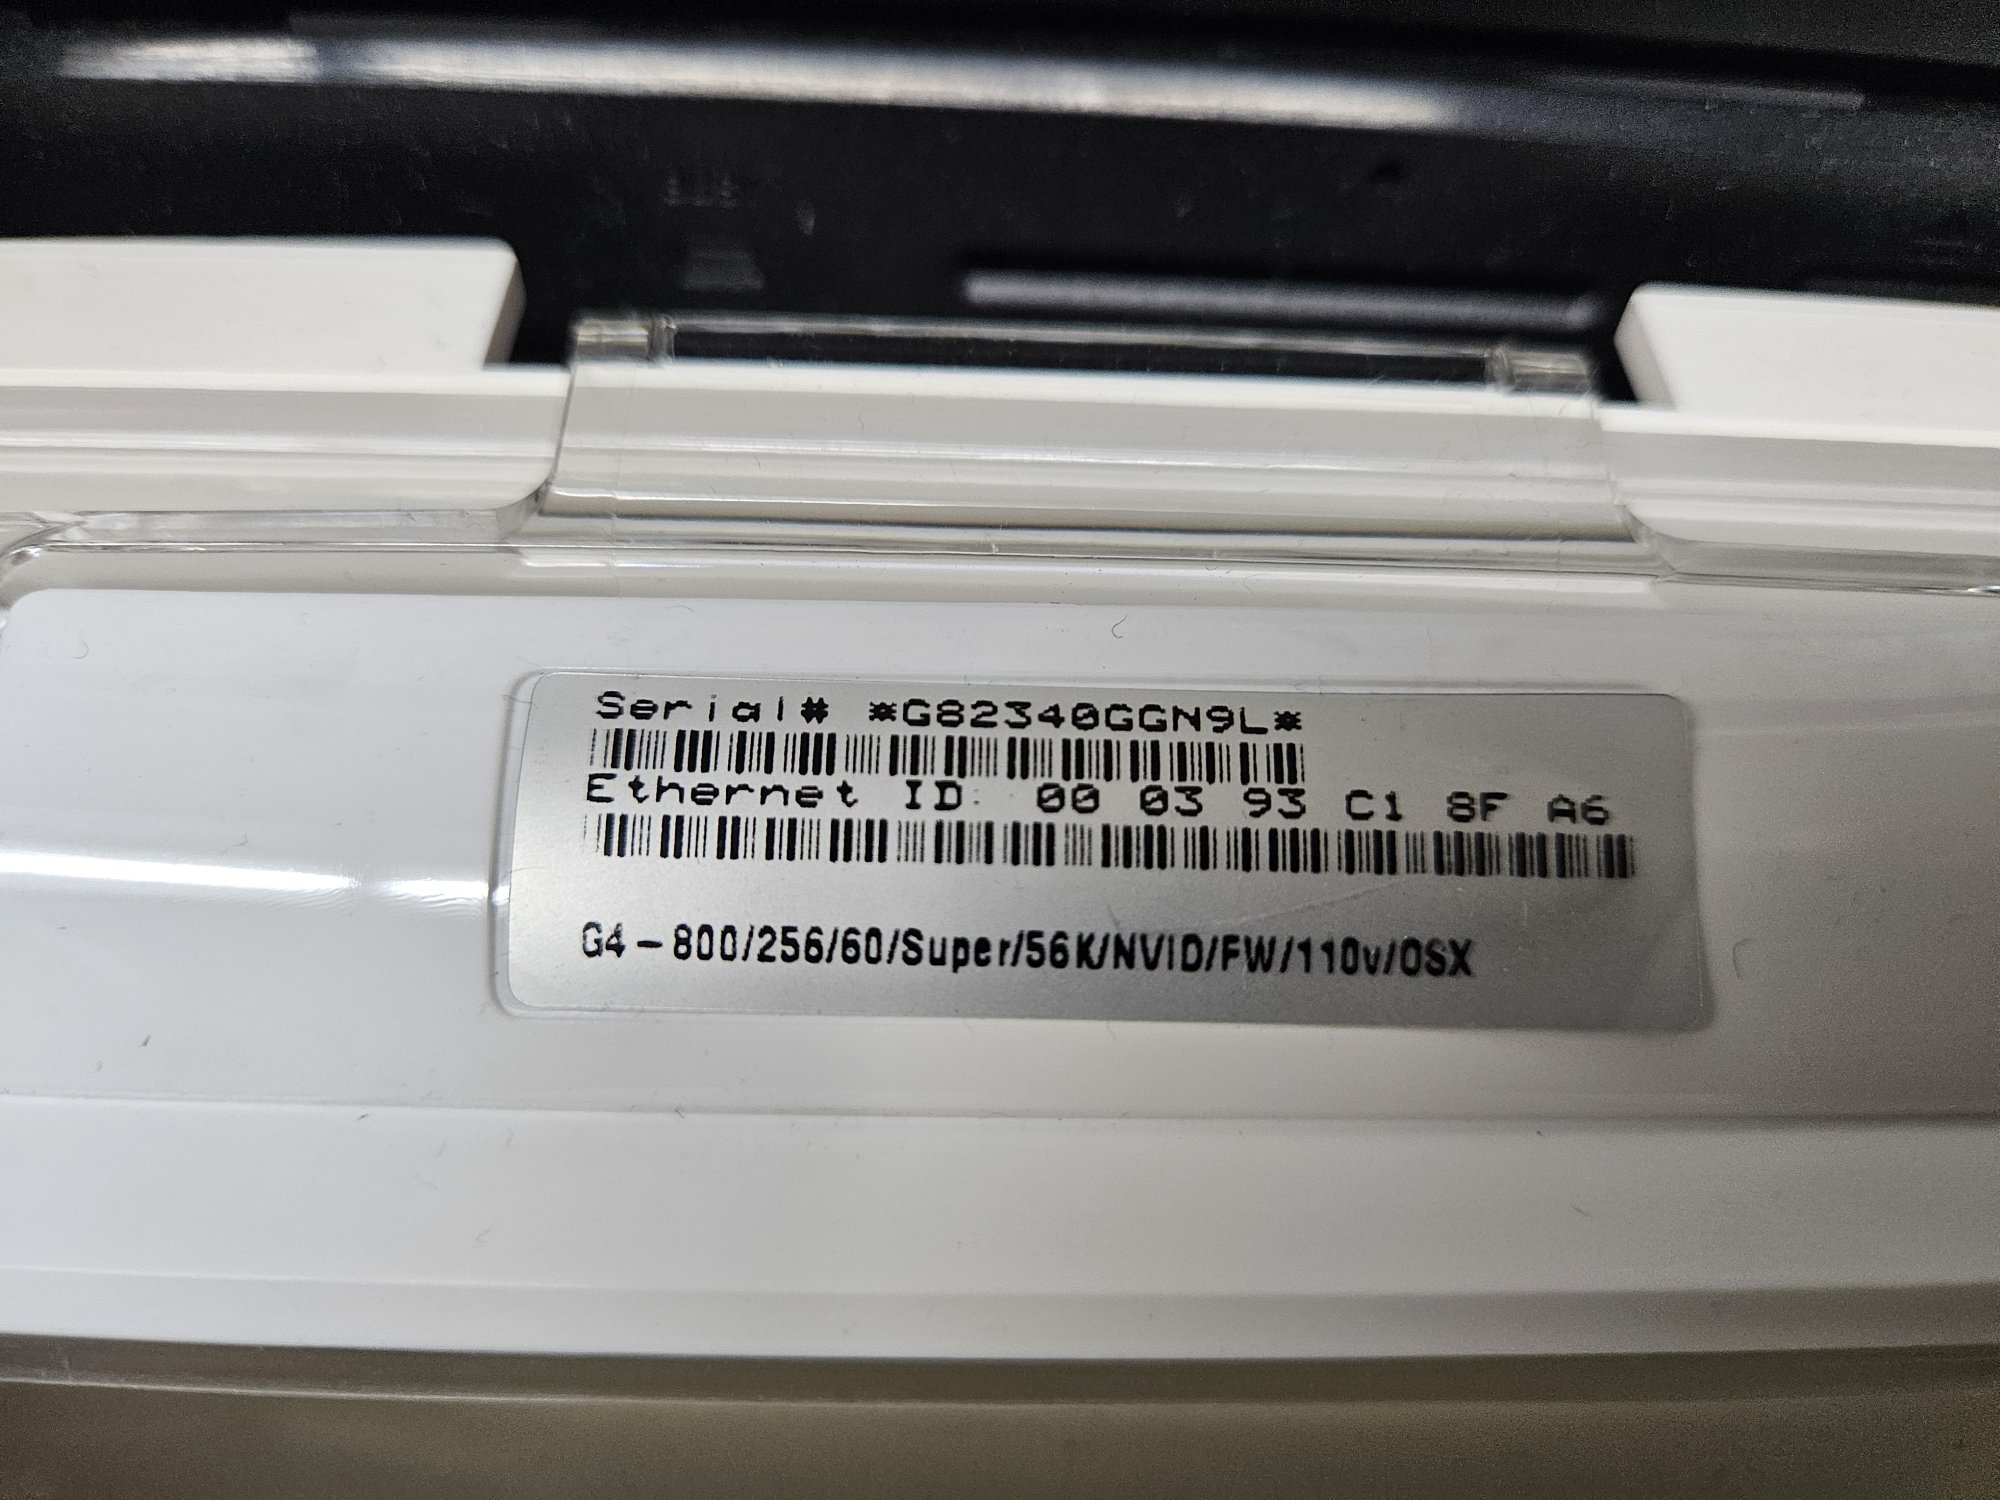 Serial# *G82340GGN9L*
Ethernet ID: 00 03 93 C1 8F A6
G4-800/256/60/Super/56K/NVID/FW/110v/OSX